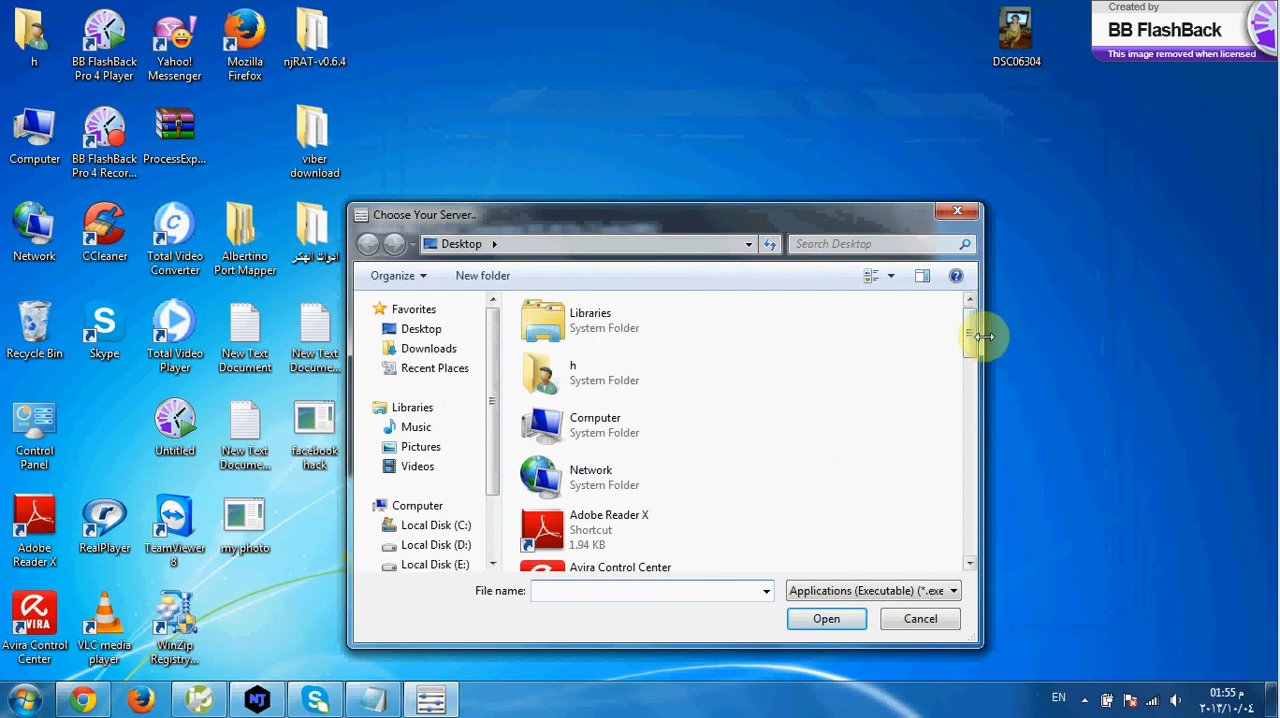 Created by
BB FlashBack
This image removed when licensed
h
BB FlashBack
Pro 4 Player
Yahoo!
Messenger
Mozilla
Firefox
njRAT-v0.6.4
DSC06304
Computer
BB FlashBack
Pro 4 Recor...
ProcessExp...
viber
download
Network
CCleaner
Total Video
Converter
Albertino
Port Mapper
ادوات الهكر
Recycle Bin
Skype
Total Video
Player
New Text
Document
New Text
Docume...
Control
Panel
Untitled
New Text
Docume...
facebook
hack
Adobe
Reader X
RealPlayer
TeamViewer
8
my photo
Avira Control
Center
VLC media
player
WinZip
Registry...
Choose Your Server..
Desktop
Search Desktop
Organize
New folder
Favorites
Desktop
Downloads
Recent Places
Libraries
Music
Pictures
Videos
Computer
Local Disk (C:)
Local Disk (D:)
Local Disk (E:)
Libraries
System Folder
h
System Folder
Computer
System Folder
Network
System Folder
Adobe Reader X
Shortcut
1.94 KB
Avira Control Center
File name:
Applications (Executable) (*.exe
Open
Cancel
EN
01:55 م
٢٠١٣/١٠/٠٤